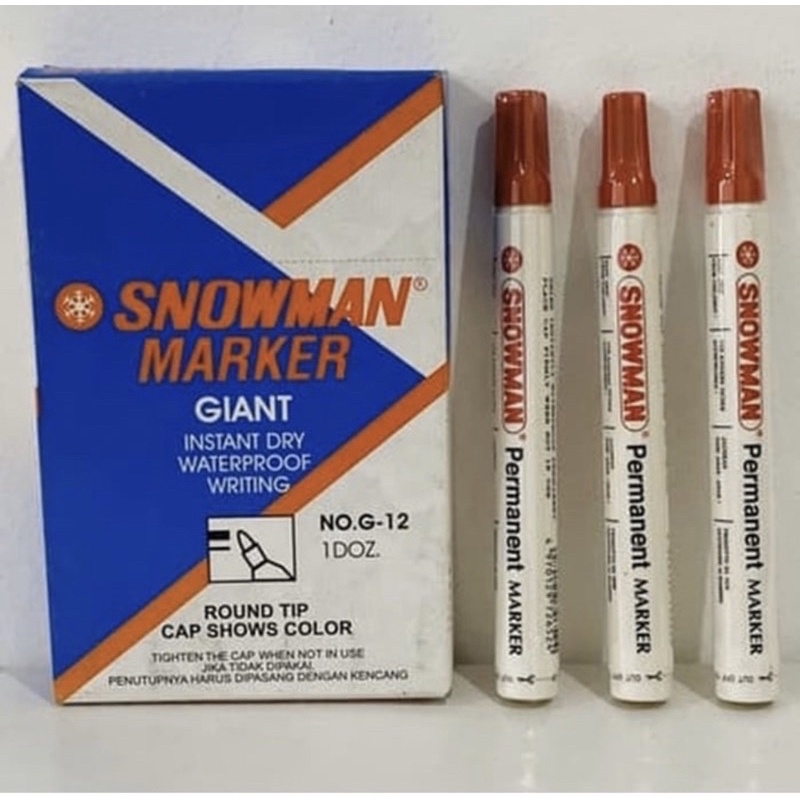 SNOWMAN®
MARKER
GIANT
INSTANT DRY
WATERPROOF
WRITING
NO.G-12
1DOZ.
ROUND TIP
CAP SHOWS COLOR
TIGHTEN THE CAP WHEN NOT IN USE
JIKA TIDAK DIPAKAI,
PENUTUPNYA HARUS DIPASANG DENGAN KENCANG
SNOWMAN® Permanent MARKER
SNOWMAN® Permanent MARKER
SNOWMAN® Permanent MARKER